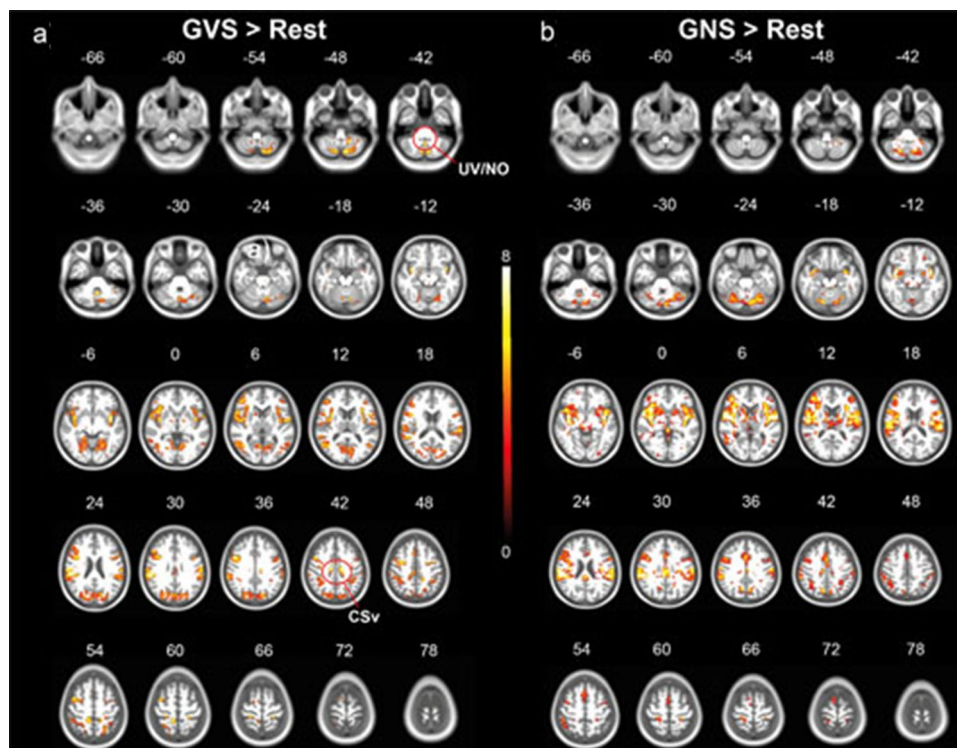 a GVS > Rest
-66 -60 -54 -48 -42
UV/NO
-36 -30 -24 -18 -12
-6 0 6 12 18
24 30 36 42 48
CSv
54 60 66 72 78
8
0
b GNS > Rest
-66 -60 -54 -48 -42
-36 -30 -24 -18 -12
-6 0 6 12 18
24 30 36 42 48
54 60 66 72 78